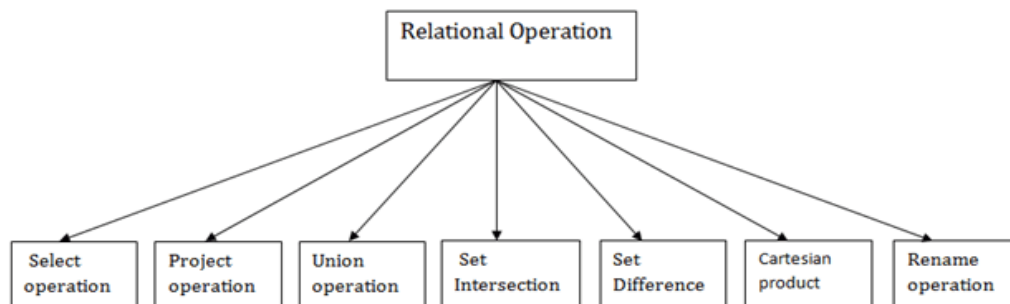 Relational Operation
Select
operation
Project
operation
Union
operation
Set
Intersection
Set
Difference
Cartesian
product
Rename
operation